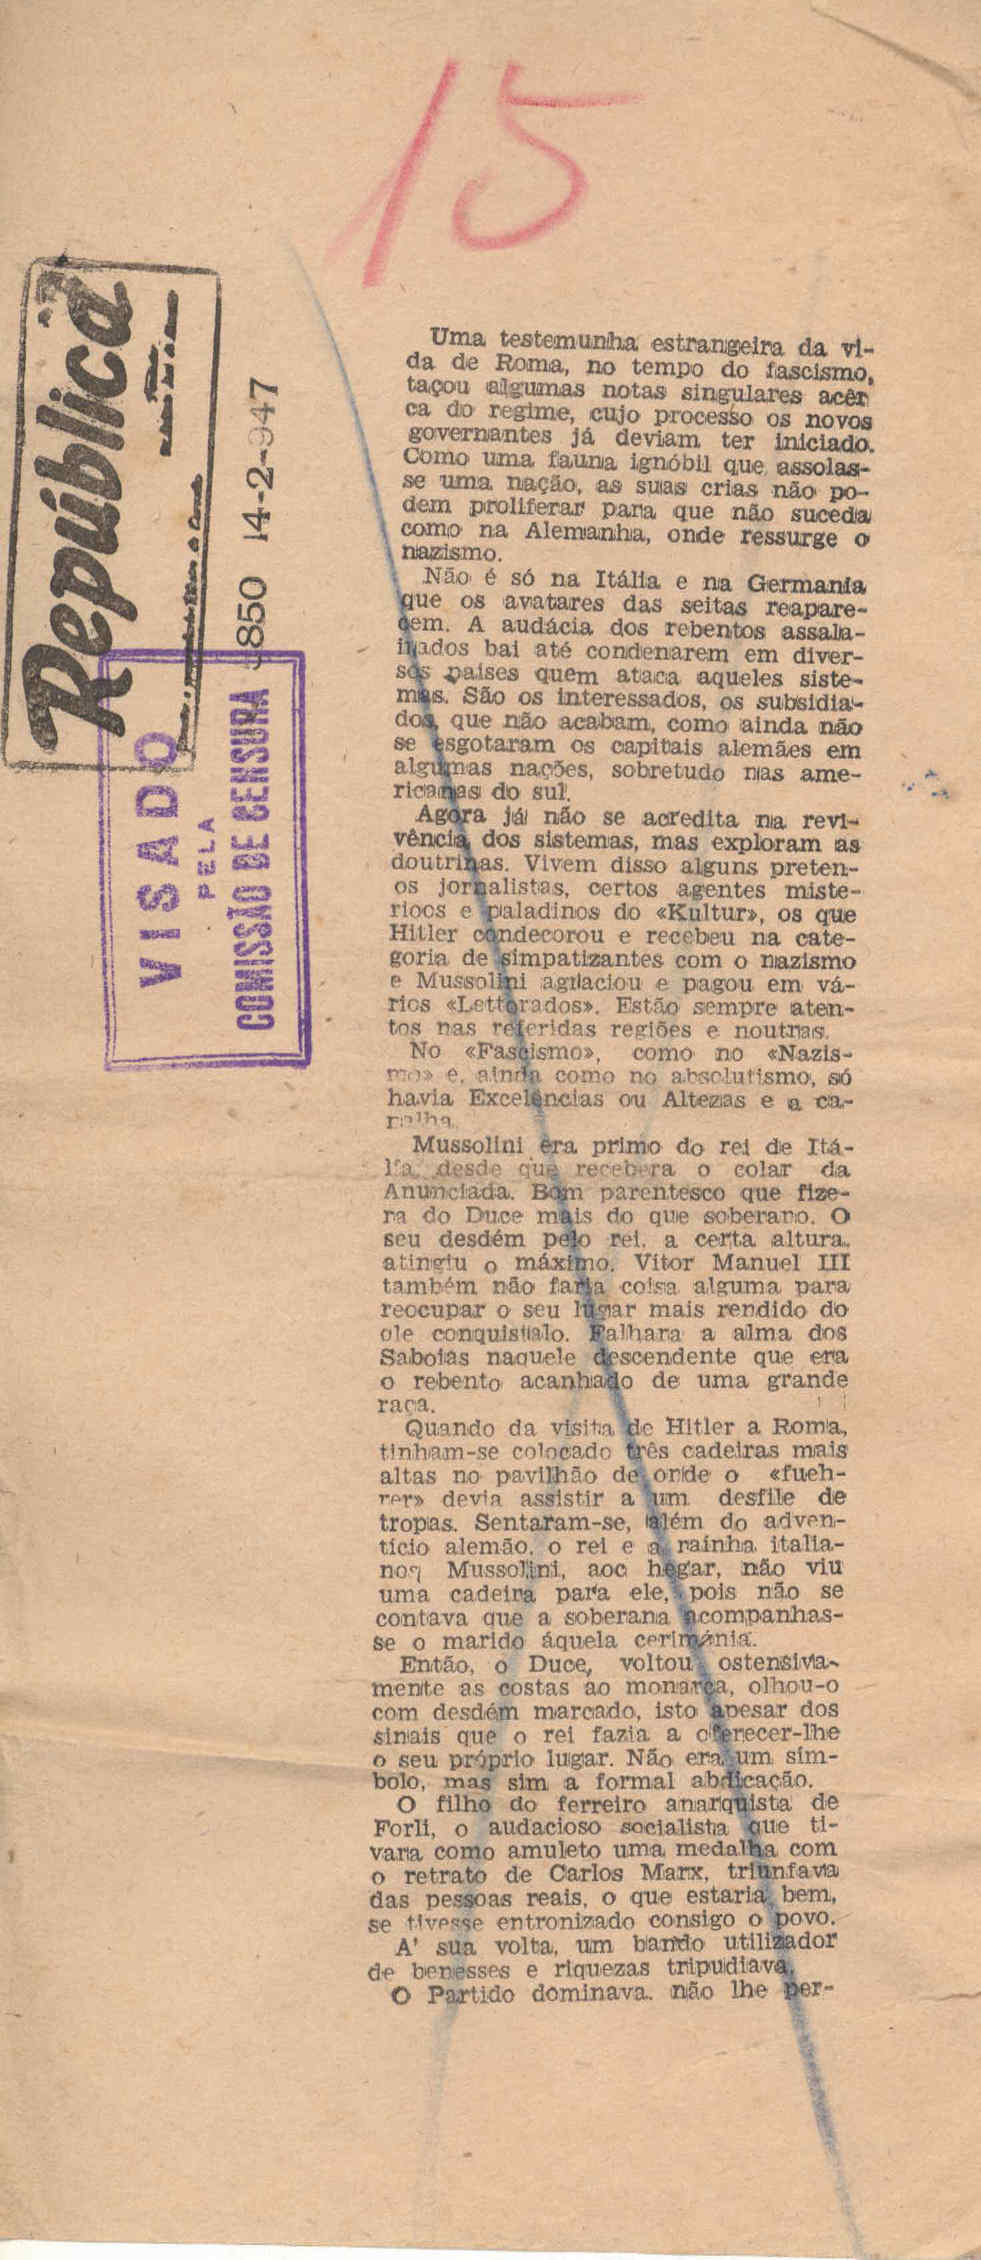 15
República
850 14-2-947
VISADO
PELA
COMISSÃO DE CENSURA
Uma testemunha estrangeira da vi-
da de Roma, no tempo do fascismo,
taçou algumas notas singulares acêr
ca do regime, cujo processo os novos
governantes já deviam ter iniciado.
Como uma fauna ignóbil que assolas-
se uma nação, as suas crias não po-
dem proliferar para que não suceda
como na Alemanha, onde ressurge o
nazismo.
Não é só na Itália e na Germania
que os avatares das seitas reapare-
cem. A audácia dos rebentos assala-
riados bai até condenarem em diver-
sos paises quem ataca aqueles siste-
mas. São os interessados, os subsidia-
dos, que não acabam, como ainda não
se esgotaram os capitais alemães em
algumas nações, sobretudo nas ame-
ricanas do sul.
Agora já não se acredita na revi-
vência dos sistemas, mas exploram as
doutrinas. Vivem disso alguns preten-
os jornalistas, certos agentes miste-
rioos e paladinos do «Kultur», os que
Hitler condecorou e recebeu na cate-
goria de simpatizantes com o nazismo
e Mussolini agraciou e pagou em vá-
rios «Lettorados». Estão sempre aten-
tos nas referidas regiões e noutras.
No «Fascismo», como no «Nazis-
mo» e, ainda como no absolutismo, só
havia Excelências ou Altezas e a ca-
nalha.
Mussolini era primo do rei de Itá-
lia, desde que recebera o colar da
Anunciada. Bom parentesco que fize-
ra do Duce mais do que soberano. O
seu desdém pelo rei, a certa altura,
atingiu o máximo. Vitor Manuel III
também não faria coisa alguma para
reocupar o seu lugar mais rendido do
ole conquistalo. Falhara a alma dos
Saboias naquele descendente que era
o rebento acanhado de uma grande
raça.
Quando da visita de Hitler a Roma,
tinham-se colocado três cadeiras mais
altas no pavilhão de onde o «fueh-
rer» devia assistir a um desfile de
tropas. Sentaram-se, além do adven-
tício alemão, o rei e a rainha italia-
noq Mussolini, aoc hegar, não viu
uma cadeira para ele, pois não se
contava que a soberana acompanhas-
se o marido áquela cerimánia.
Então, o Duce, voltou ostensiva-
mente as costas ao monarca, olhou-o
com desdém marcado, isto apesar dos
sinais que o rei fazia a oferecer-lhe
o seu próprio lugar. Não era um sim-
bolo, mas sim a formal abdicação.
O filho do ferreiro anarquista de
Forli, o audacioso socialista que ti-
vara como amuleto uma medalha com
o retrato de Carlos Marx, triunfava
das pessoas reais, o que estaria bem,
se tivesse entronizado consigo o povo.
A' sua volta, um bando utilizador
de benesses e riquezas tripudiava.
O Partido dominava, não lhe per-